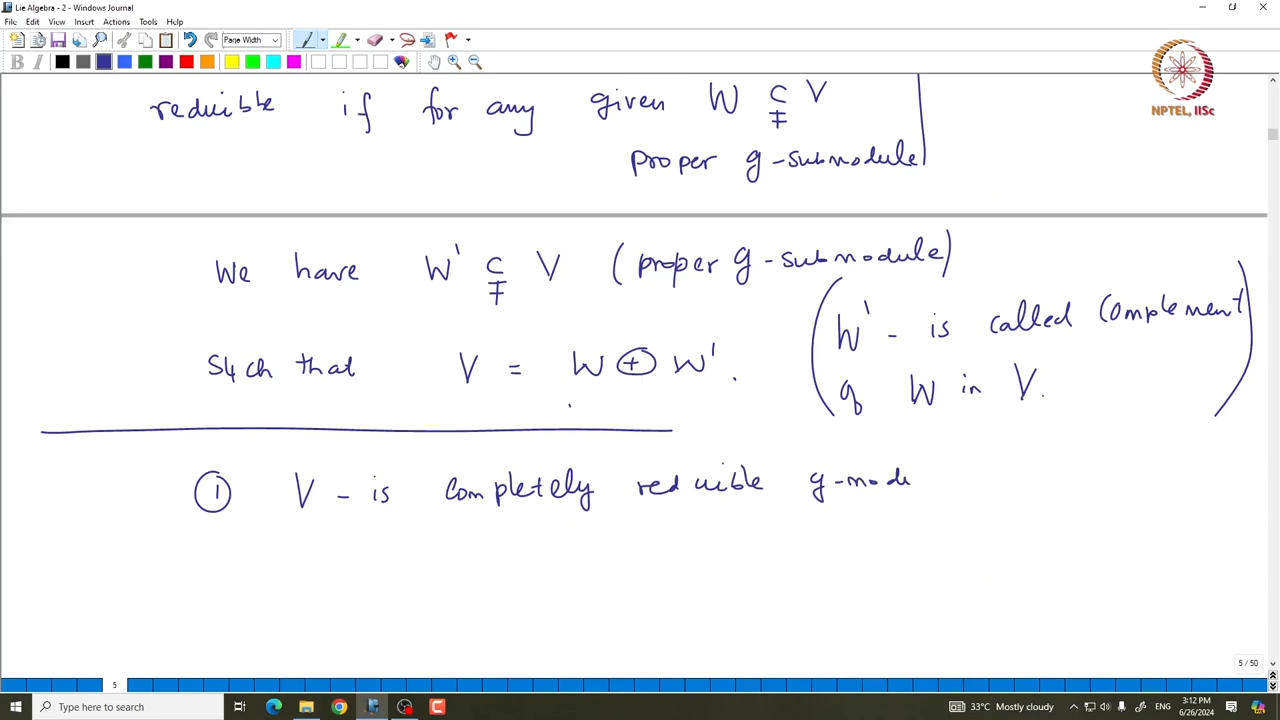 Lie Algebra - 2 - Windows Journal
File Edit View Insert Actions Tools Help
Page Width
B I
NPTEL, IISc
reducible if for any given W ⊊ V
proper g-submodule
We have W' ⊊ V (proper g-submodule)
Such that V = W ⊕ W'.
(W' - is called complement
of W in V.)
① V - is completely reducible g-modu
5 / 50
5
Type here to search
33°C Mostly cloudy
3:12 PM
6/26/2024